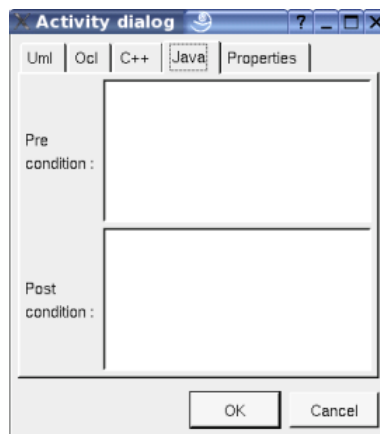 Activity dialog ?
Uml Ocl C++ Java Properties
Pre
condition :
Post
condition :
OK Cancel